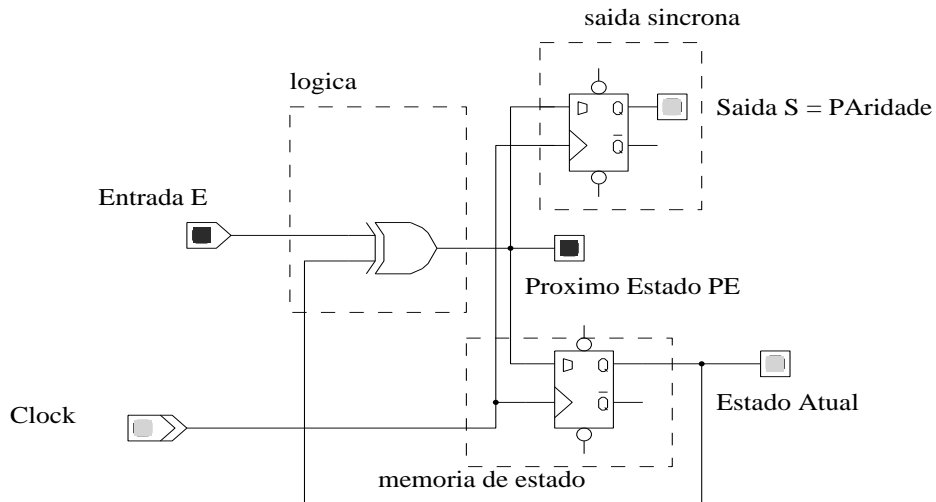 saida sincrona
logica
D Q
Saida S = PAridade
Q
Entrada E
Proximo Estado PE
D Q
Q
Estado Atual
Clock
memoria de estado